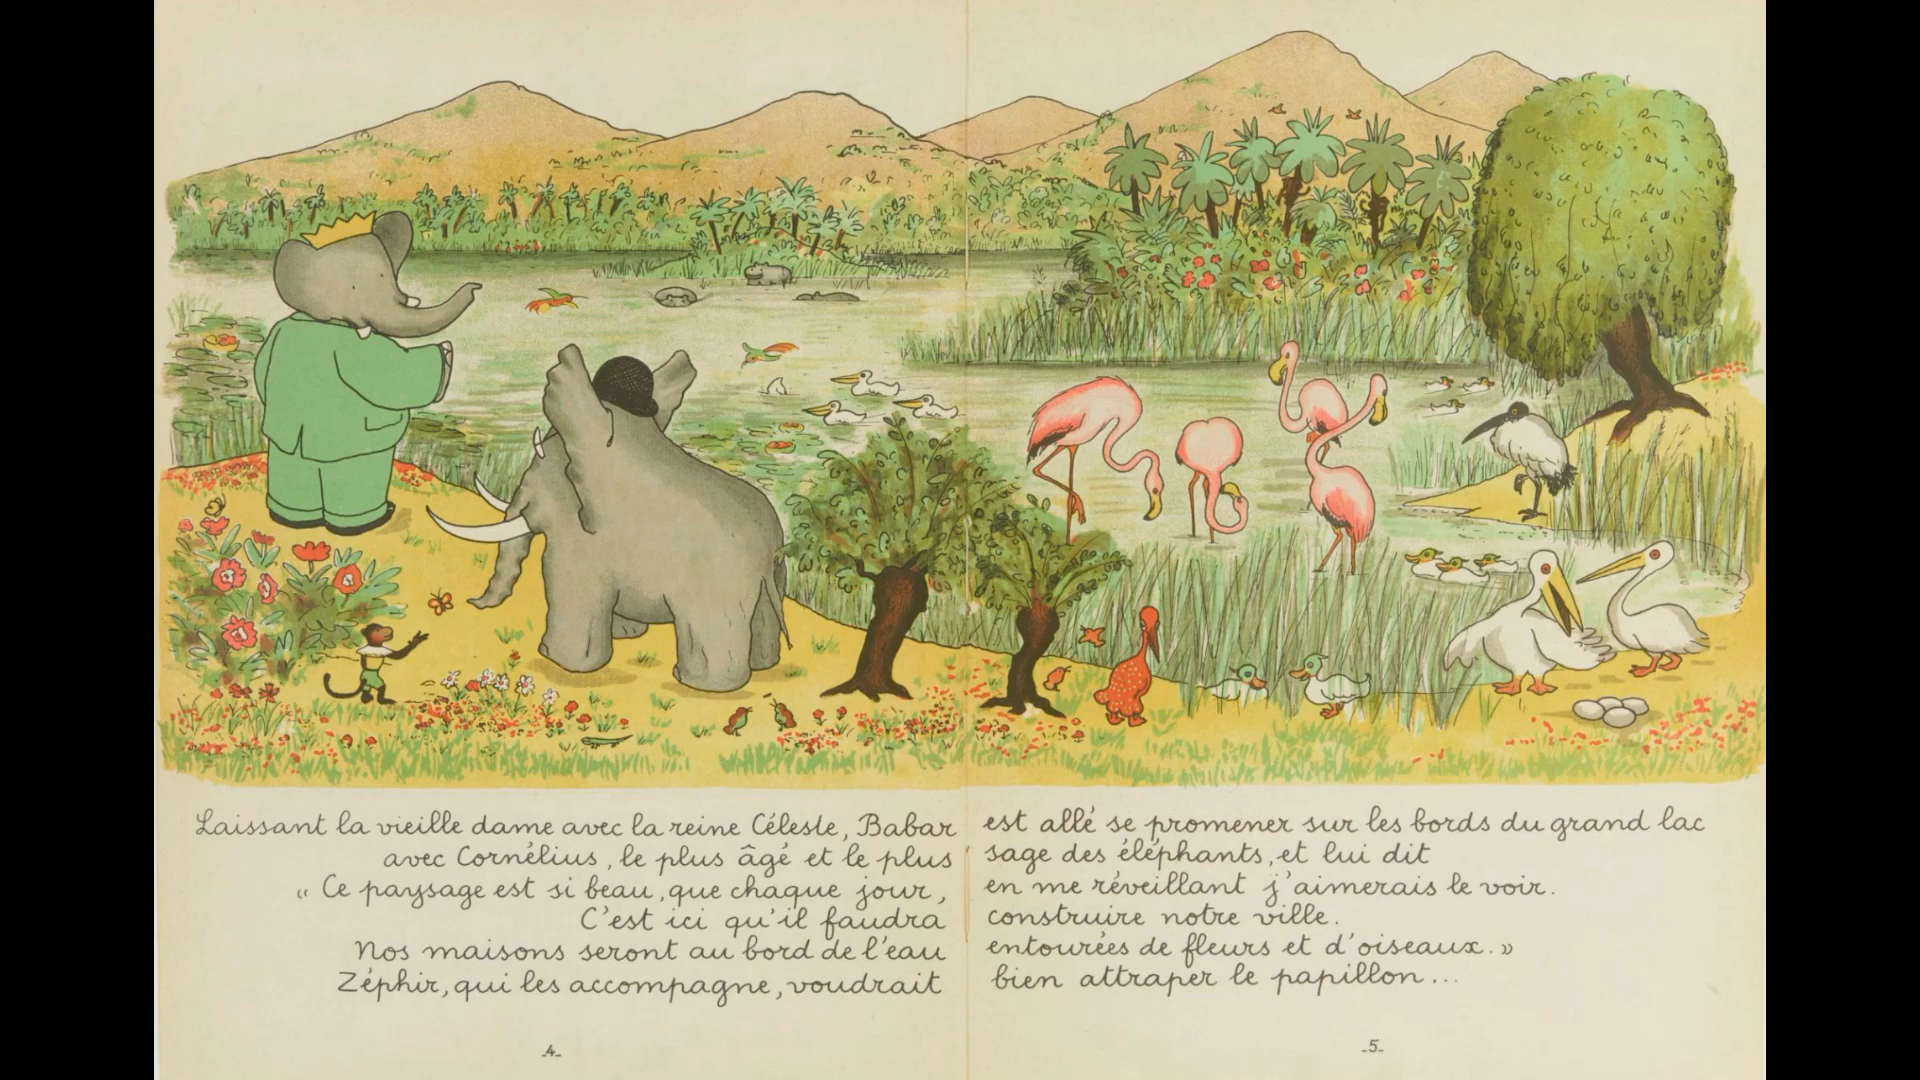 Laissant la vieille dame avec la reine Céleste, Babar est allé se promener sur les bords du grand lac
avec Cornélius, le plus âgé et le plus sage des éléphants, et lui dit
« Ce paysage est si beau, que chaque jour, en me réveillant j'aimerais le voir.
C'est ici qu'il faudra construire notre ville.
Nos maisons seront au bord de l'eau entourées de fleurs et d'oiseaux. »
Zéphir, qui les accompagne, voudrait bien attraper le papillon...
-4-
-5-